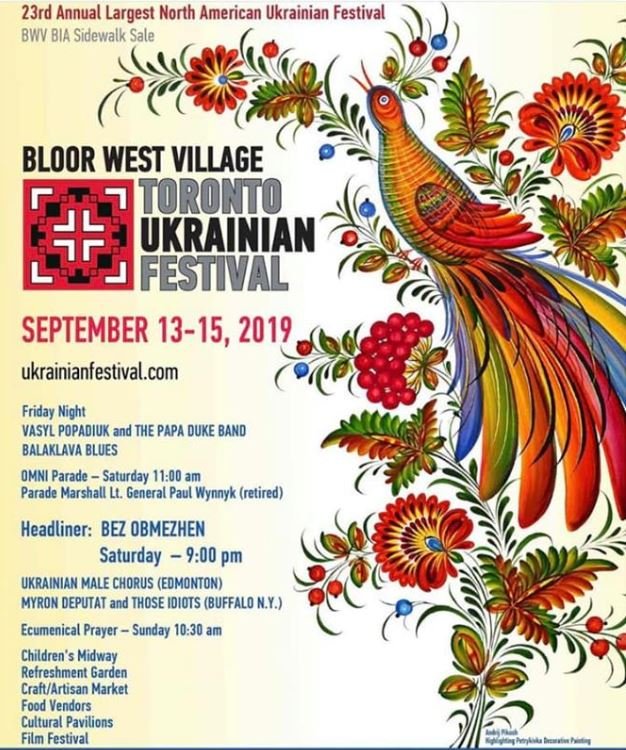 23rd Annual Largest North American Ukrainian Festival
BWV BIA Sidewalk Sale
BLOOR WEST VILLAGE
TORONTO
UKRAINIAN
FESTIVAL
SEPTEMBER 13-15, 2019
ukrainianfestival.com
Friday Night
VASYL POPADIUK and THE PAPA DUKE BAND
BALAKLAVA BLUES
OMNI Parade – Saturday 11:00 am
Parade Marshall Lt. General Paul Wynnyk (retired)
Headliner: BEZ OBMEZHEN
Saturday – 9:00 pm
UKRAINIAN MALE CHORUS (EDMONTON)
MYRON DEPUTAT and THOSE IDIOTS (BUFFALO N.Y.)
Ecumenical Prayer – Sunday 10:30 am
Children's Midway
Refreshment Garden
Craft/Artisan Market
Food Vendors
Cultural Pavilions
Film Festival
Andrij Pikush
Highlighting Petrykivka Decorative Painting